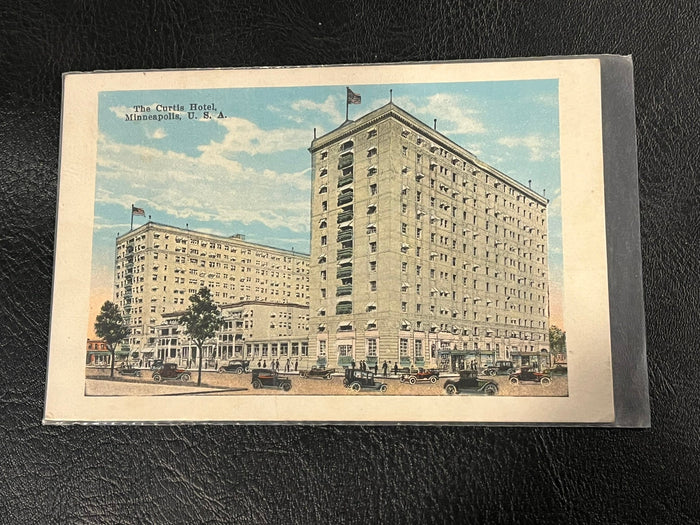 The Curtis Hotel,
Minneapolis, U. S. A.